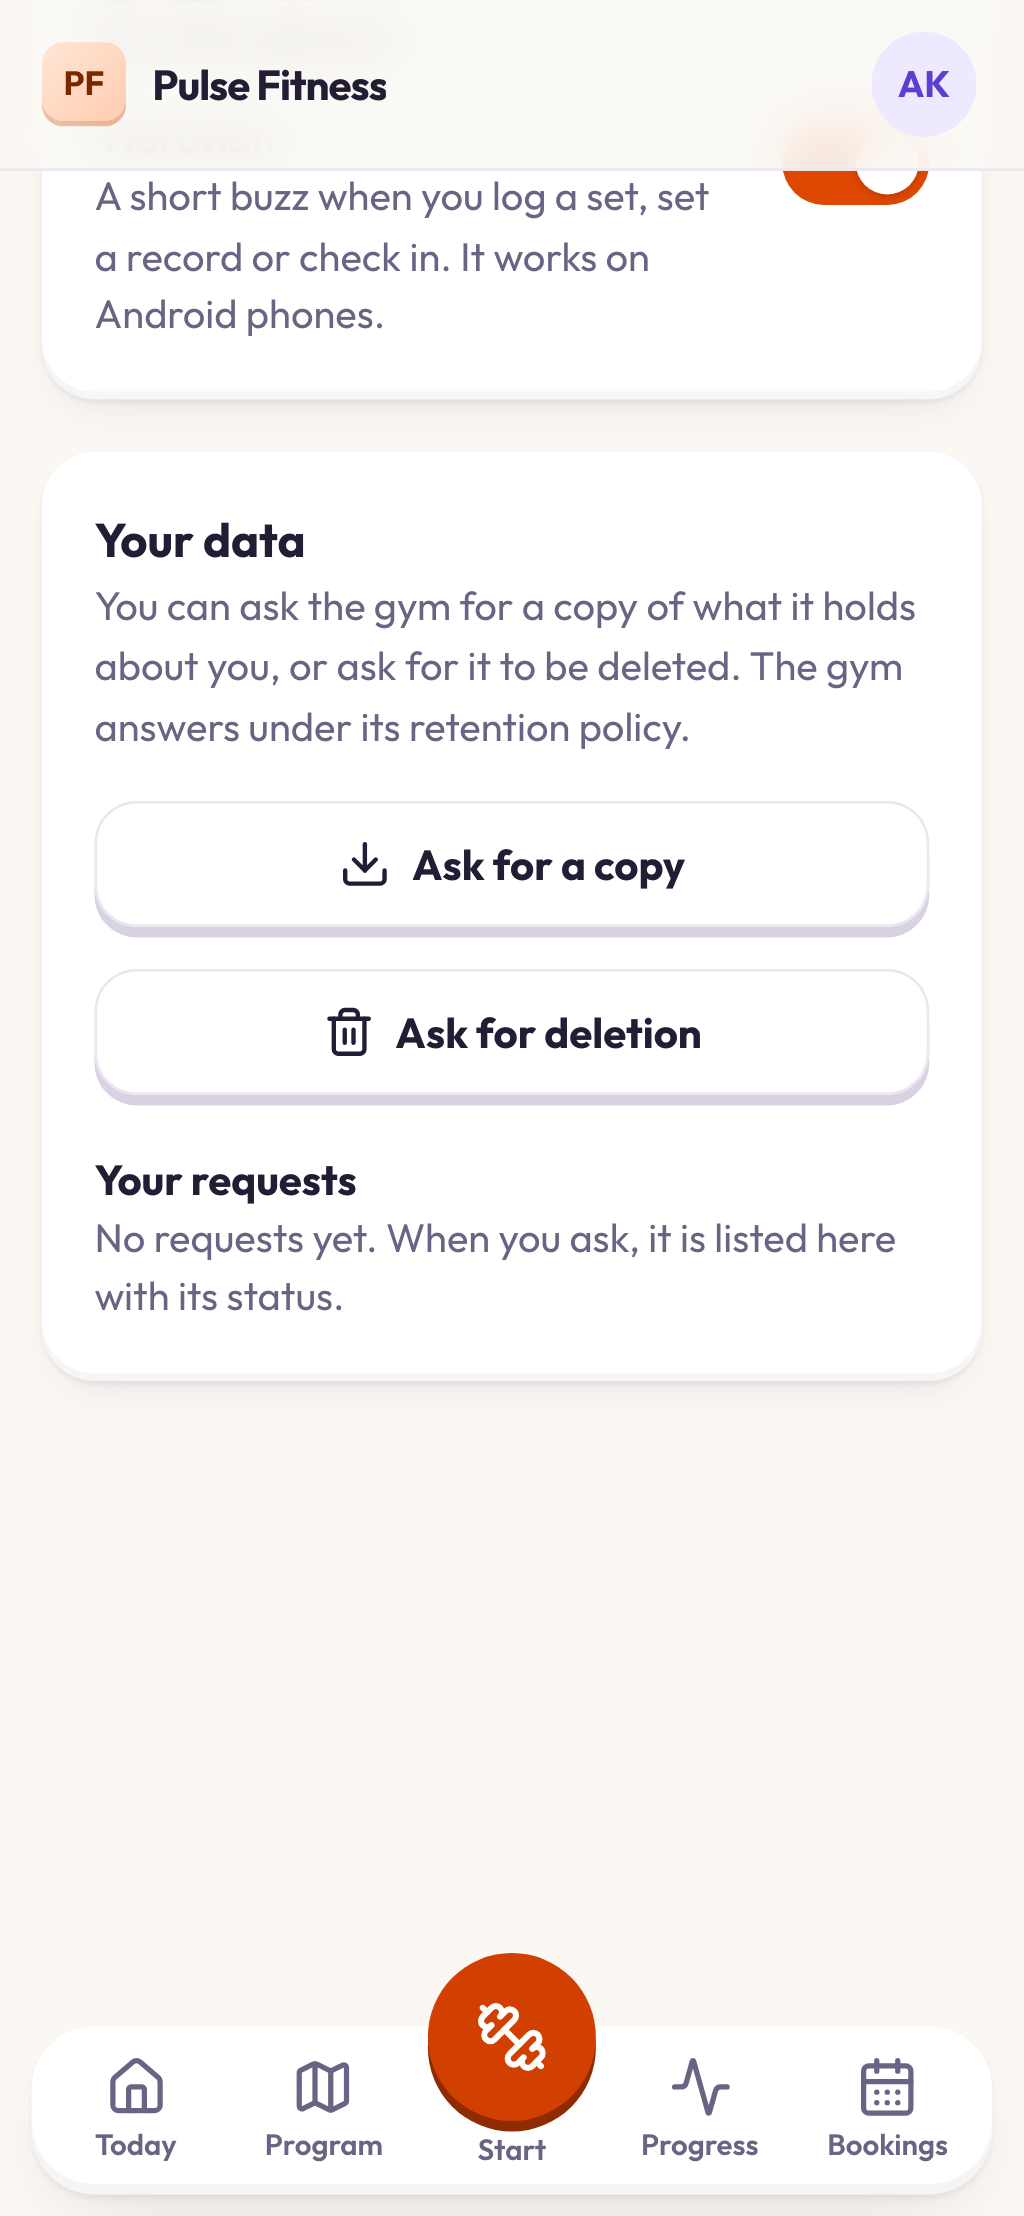 PF
Pulse Fitness
AK
Vibration
A short buzz when you log a set, set
a record or check in. It works on
Android phones.
Your data
You can ask the gym for a copy of what it holds
about you, or ask for it to be deleted. The gym
answers under its retention policy.
Ask for a copy
Ask for deletion
Your requests
No requests yet. When you ask, it is listed here
with its status.
Today
Program
Start
Progress
Bookings